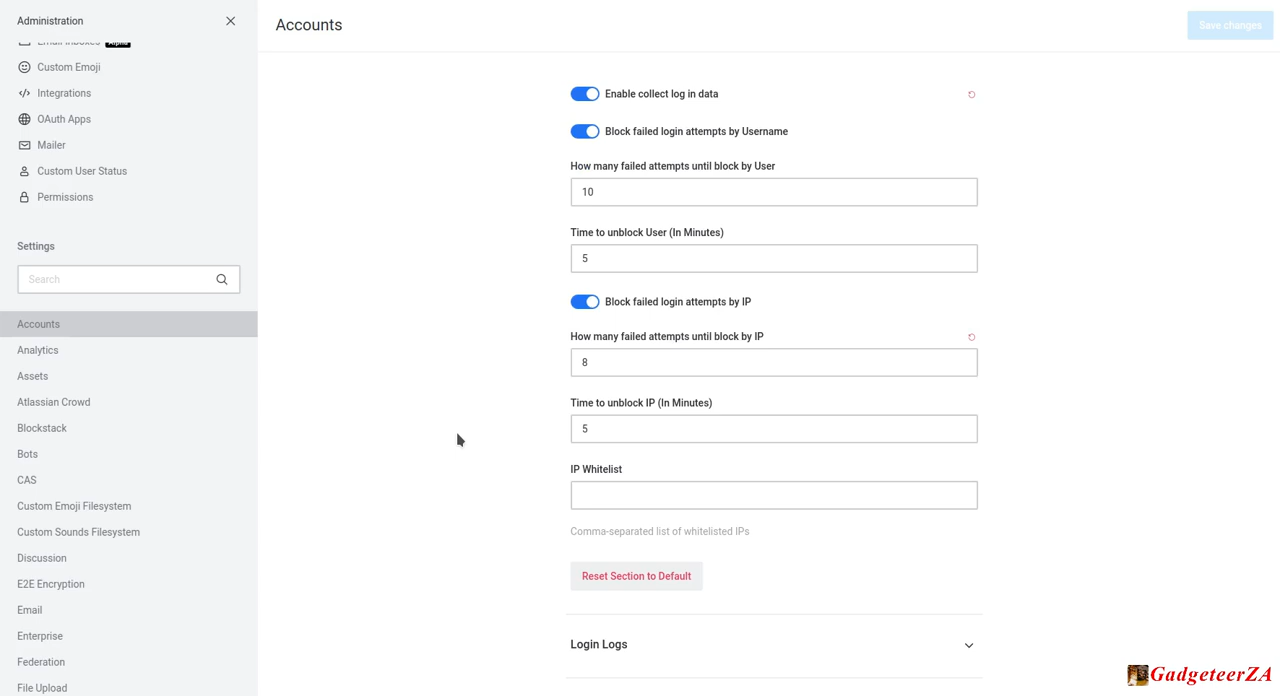 Administration
Email Inboxes Alpha
Custom Emoji
Integrations
OAuth Apps
Mailer
Custom User Status
Permissions
Settings
Search
Accounts
Analytics
Assets
Atlassian Crowd
Blockstack
Bots
CAS
Custom Emoji Filesystem
Custom Sounds Filesystem
Discussion
E2E Encryption
Email
Enterprise
Federation
File Upload
Accounts
Save changes
Enable collect log in data
Block failed login attempts by Username
How many failed attempts until block by User
10
Time to unblock User (In Minutes)
5
Block failed login attempts by IP
How many failed attempts until block by IP
8
Time to unblock IP (In Minutes)
5
IP Whitelist
Comma-separated list of whitelisted IPs
Reset Section to Default
Login Logs
GadgeteerZA